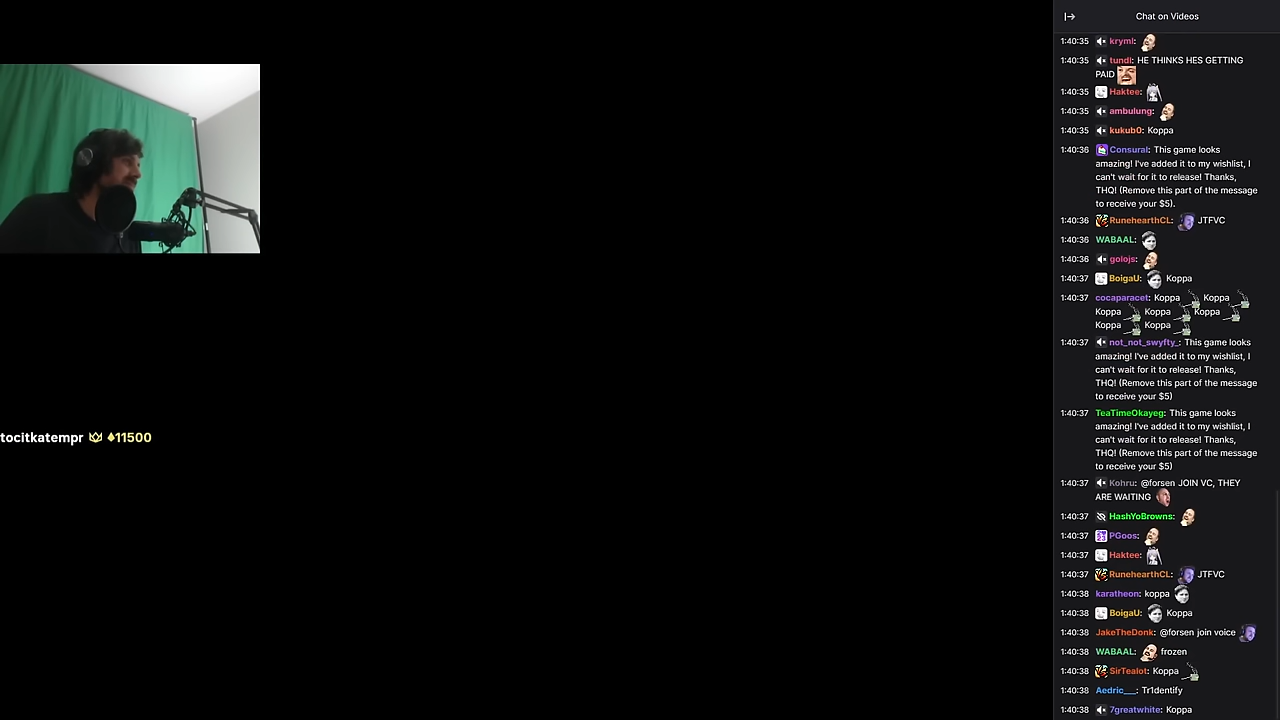 Chat on Videos
1:40:35 kryml:
1:40:35 tundl: HE THINKS HES GETTING
PAID
1:40:35 Haktee:
1:40:35 ambulung:
1:40:35 kukub0: Koppa
1:40:36 Consural: This game looks
amazing! I've added it to my wishlist, I
can't wait for it to release! Thanks,
THQ! (Remove this part of the message
to receive your $5).
1:40:36 RunehearthCL: JTFVC
1:40:36 WABAAL:
1:40:36 golojs:
1:40:37 BoigaU: Koppa
1:40:37 cocaparacet: Koppa Koppa
Koppa Koppa Koppa
Koppa Koppa
1:40:37 not_not_swyfty_: This game looks
amazing! I've added it to my wishlist, I
can't wait for it to release! Thanks,
THQ! (Remove this part of the message
to receive your $5)
1:40:37 TeaTimeOkayeg: This game looks
amazing! I've added it to my wishlist, I
can't wait for it to release! Thanks,
THQ! (Remove this part of the message
to receive your $5)
tocitkatempr 11500
1:40:37 Kohru: @forsen JOIN VC, THEY
ARE WAITING
1:40:37 HashYoBrowns:
1:40:37 PGoos:
1:40:37 Haktee:
1:40:37 RunehearthCL: JTFVC
1:40:38 karatheon: koppa
1:40:38 BoigaU: Koppa
1:40:38 JakeTheDonk: @forsen join voice
1:40:38 WABAAL: frozen
1:40:38 SirTealot: Koppa
1:40:38 Aedric___: Tr1dentify
1:40:38 7greatwhite: Koppa